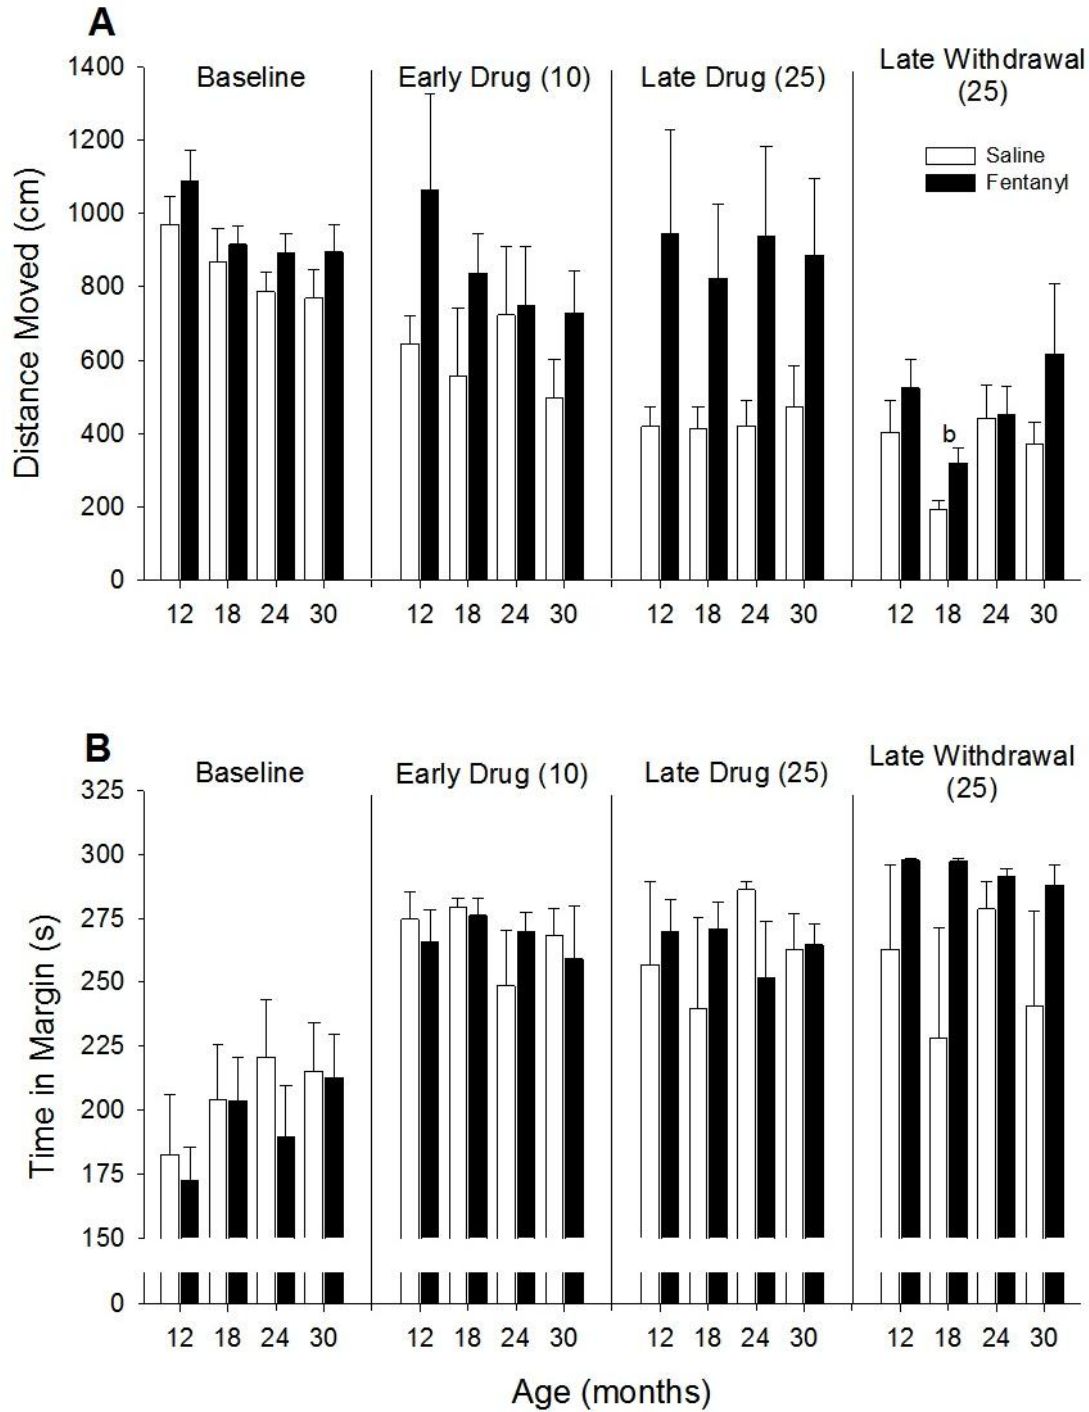 A
Baseline
Early Drug (10)
Late Drug (25)
Late Withdrawal
(25)
Saline
Fentanyl
Distance Moved (cm)
1400
1200
1000
800
600
400
200
0
b
12 18 24 30 12 18 24 30 12 18 24 30 12 18 24 30
B
Baseline
Early Drug (10)
Late Drug (25)
Late Withdrawal
(25)
Time in Margin (s)
325
300
275
250
225
200
175
150
0
12 18 24 30 12 18 24 30 12 18 24 30 12 18 24 30
Age (months)